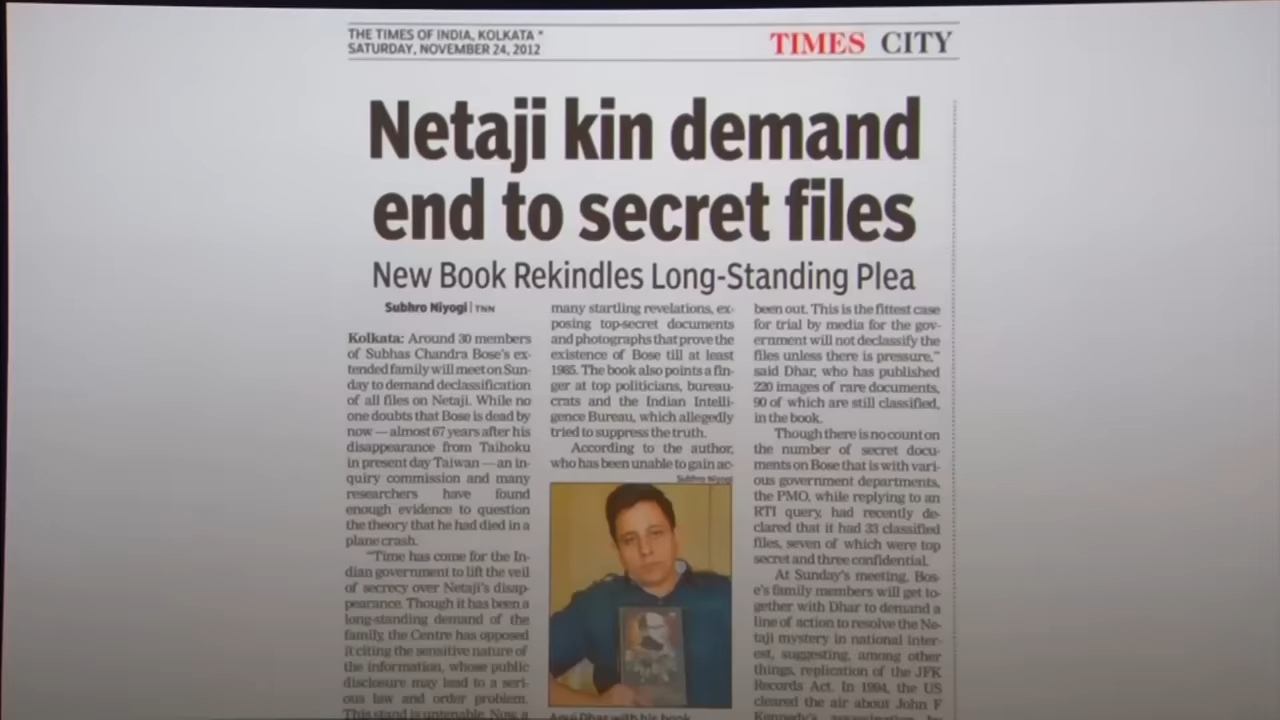 THE TIMES OF INDIA, KOLKATA *
SATURDAY, NOVEMBER 24, 2012
TIMES CITY
Netaji kin demand
end to secret files
New Book Rekindles Long-Standing Plea
Subhro Niyogi | TNN
Kolkata: Around 30 members
of Subhas Chandra Bose's ex-
tended family will meet on Sun-
day to demand declassification
of all files on Netaji. While no
one doubts that Bose is dead by
now — almost 67 years after his
disappearance from Taihoku
in present day Taiwan — an in-
quiry commission and many
researchers have found
enough evidence to question
the theory that he had died in a
plane crash.
"Time has come for the In-
dian government to lift the veil
of secrecy over Netaji's disap-
pearance. Though it has been a
long-standing demand of the
family, the Centre has opposed
it citing the sensitive nature of
the information, whose public
disclosure may lead to a seri-
ous law and order problem.
This stand is untenable. Now, a
many startling revelations, ex-
posing top-secret documents
and photographs that prove the
existence of Bose till at least
1985. The book also points a fin-
ger at top politicians, bureau-
crats and the Indian Intelli-
gence Bureau, which allegedly
tried to suppress the truth.
According to the author,
who has been unable to gain ac-
Subhro Niyogi
Anuj Dhar with his book
been out. This is the fittest case
for trial by media for the gov-
ernment will not declassify the
files unless there is pressure,"
said Dhar, who has published
220 images of rare documents,
90 of which are still classified,
in the book.
Though there is no count on
the number of secret docu-
ments on Bose that is with vari-
ous government departments,
the PMO, while replying to an
RTI query, had recently de-
clared that it had 33 classified
files, seven of which were top
secret and three confidential.
At Sunday's meeting, Bos-
e's family members will get to-
gether with Dhar to demand a
line of action to resolve the Ne-
taji mystery in national inter-
est, suggesting, among other
things, replication of the JFK
Records Act. In 1994, the US
cleared the air about John F
Kennedy's assassination by